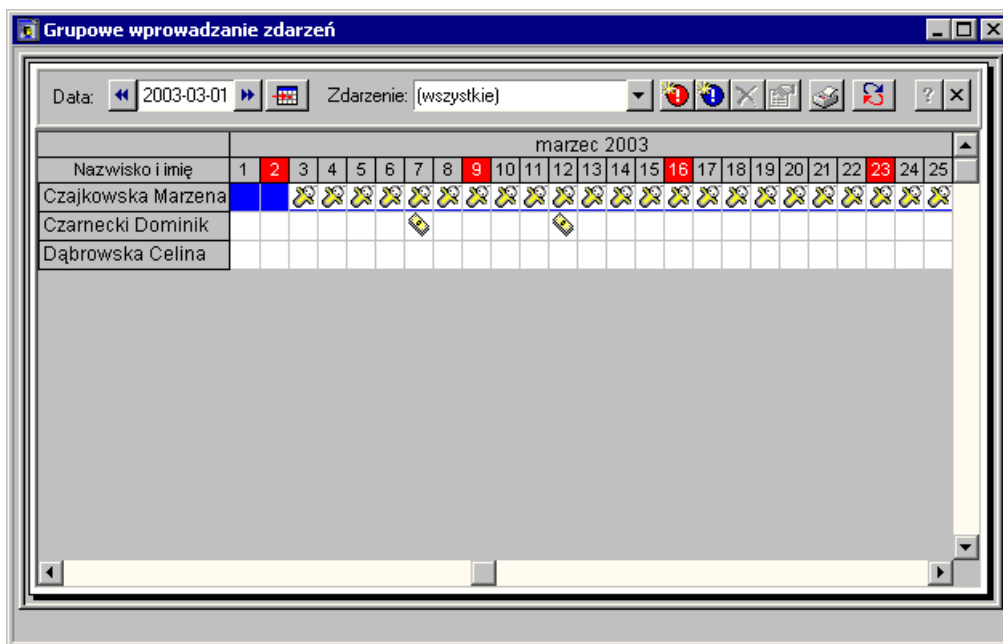 Grupowe wprowadzanie zdarzeń
Data: 2003-03-01 Zdarzenie: (wszystkie) ?
marzec 2003
Nazwisko i imię 1 2 3 4 5 6 7 8 9 10 11 12 13 14 15 16 17 18 19 20 21 22 23 24 25
Czajkowska Marzena
Czarnecki Dominik
Dąbrowska Celina